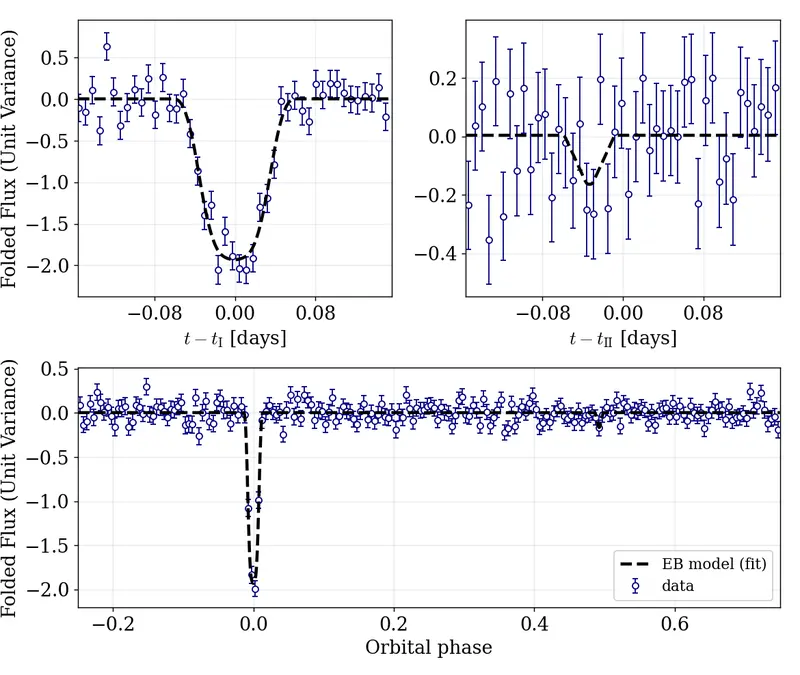 Folded Flux (Unit Variance)
0.5
0.0
−0.5
−1.0
−1.5
−2.0
−0.08 0.00 0.08
t − tI [days]
0.2
0.0
−0.2
−0.4
−0.08 0.00 0.08
t − tII [days]
Folded Flux (Unit Variance)
0.5
0.0
−0.5
−1.0
−1.5
−2.0
EB model (fit)
data
−0.2 0.0 0.2 0.4 0.6
Orbital phase